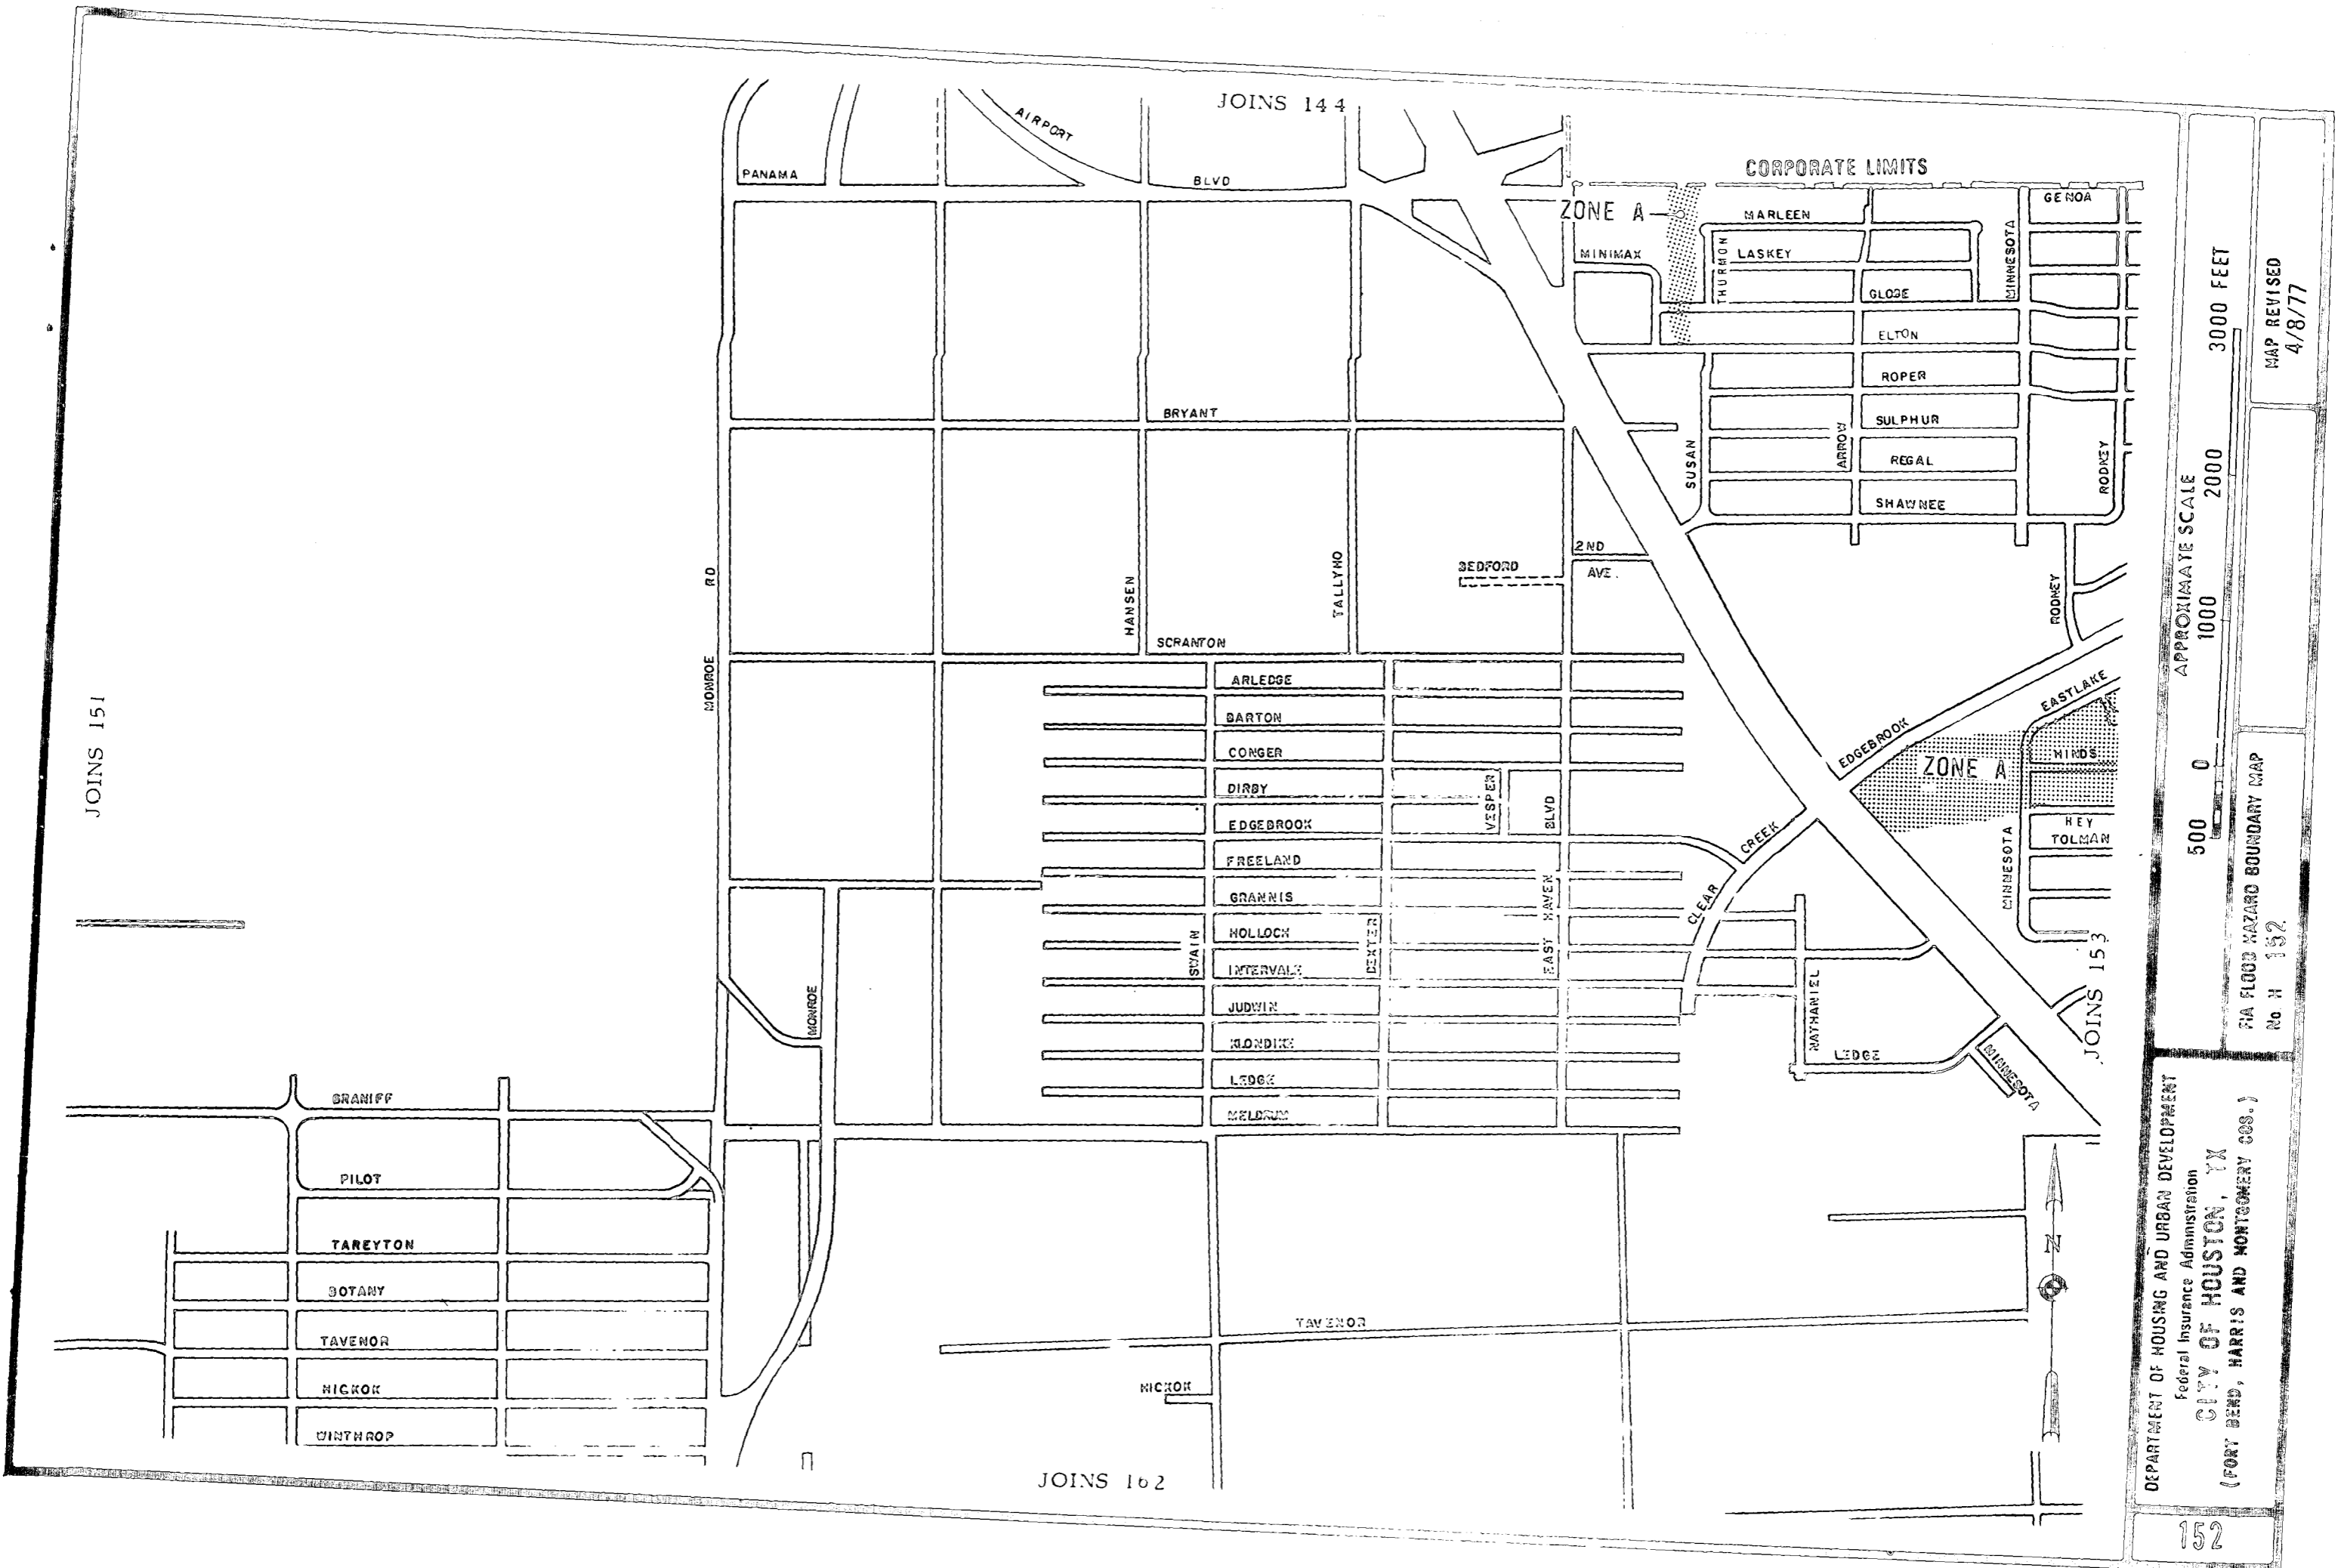 JOINS 144
AIRPORT
PANAMA
BLVD
CORPORATE LIMITS
GENOA
ZONE A
MARLEEN
MINIMAX
THURMON
LASKEY
MINNESOTA
GLOBE
ELTON
ROPER
BRYANT
SULPHUR
ARROW
REGAL
SUSAN
RODNEY
SHAWNEE
2ND
AVE.
BEDFORD
RD
HANSEN
TALLYHO
RODNEY
SCRANTON
MONROE
ARLEDGE
EASTLAKE
BARTON
EDGEBROOK
CONGER
HINDS
ZONE A
DIRBY
VESPER
BLVD
EDGEBROOK
HEY
TOLMAN
CREEK
FREELAND
MINNESOTA
GRANNIS
CLEAR
EAST HAVEN
HOLLOCK
SWAIN
DEXTER
INTERVALE
JUDWIN
MONROE
NATHANIEL
KLONDIKE
LEDGE
LEDGE
MINNESOTA
MELDRUM
JOINS 151
JOINS 153
BRANIFF
PILOT
TAREYTON
BOTANY
TAVENOR
TAVENOR
HICKOK
HICKOK
WINTHROP
N
JOINS 162
APPROXIMATE SCALE
500 0 1000 2000 3000 FEET
MAP REVISED
4/8/77
FIA FLOOD HAZARD BOUNDARY MAP
No H 152
DEPARTMENT OF HOUSING AND URBAN DEVELOPMENT
Federal Insurance Administration
CITY OF HOUSTON, TX
(FORT BEND, HARRIS AND MONTGOMERY COS.)
152